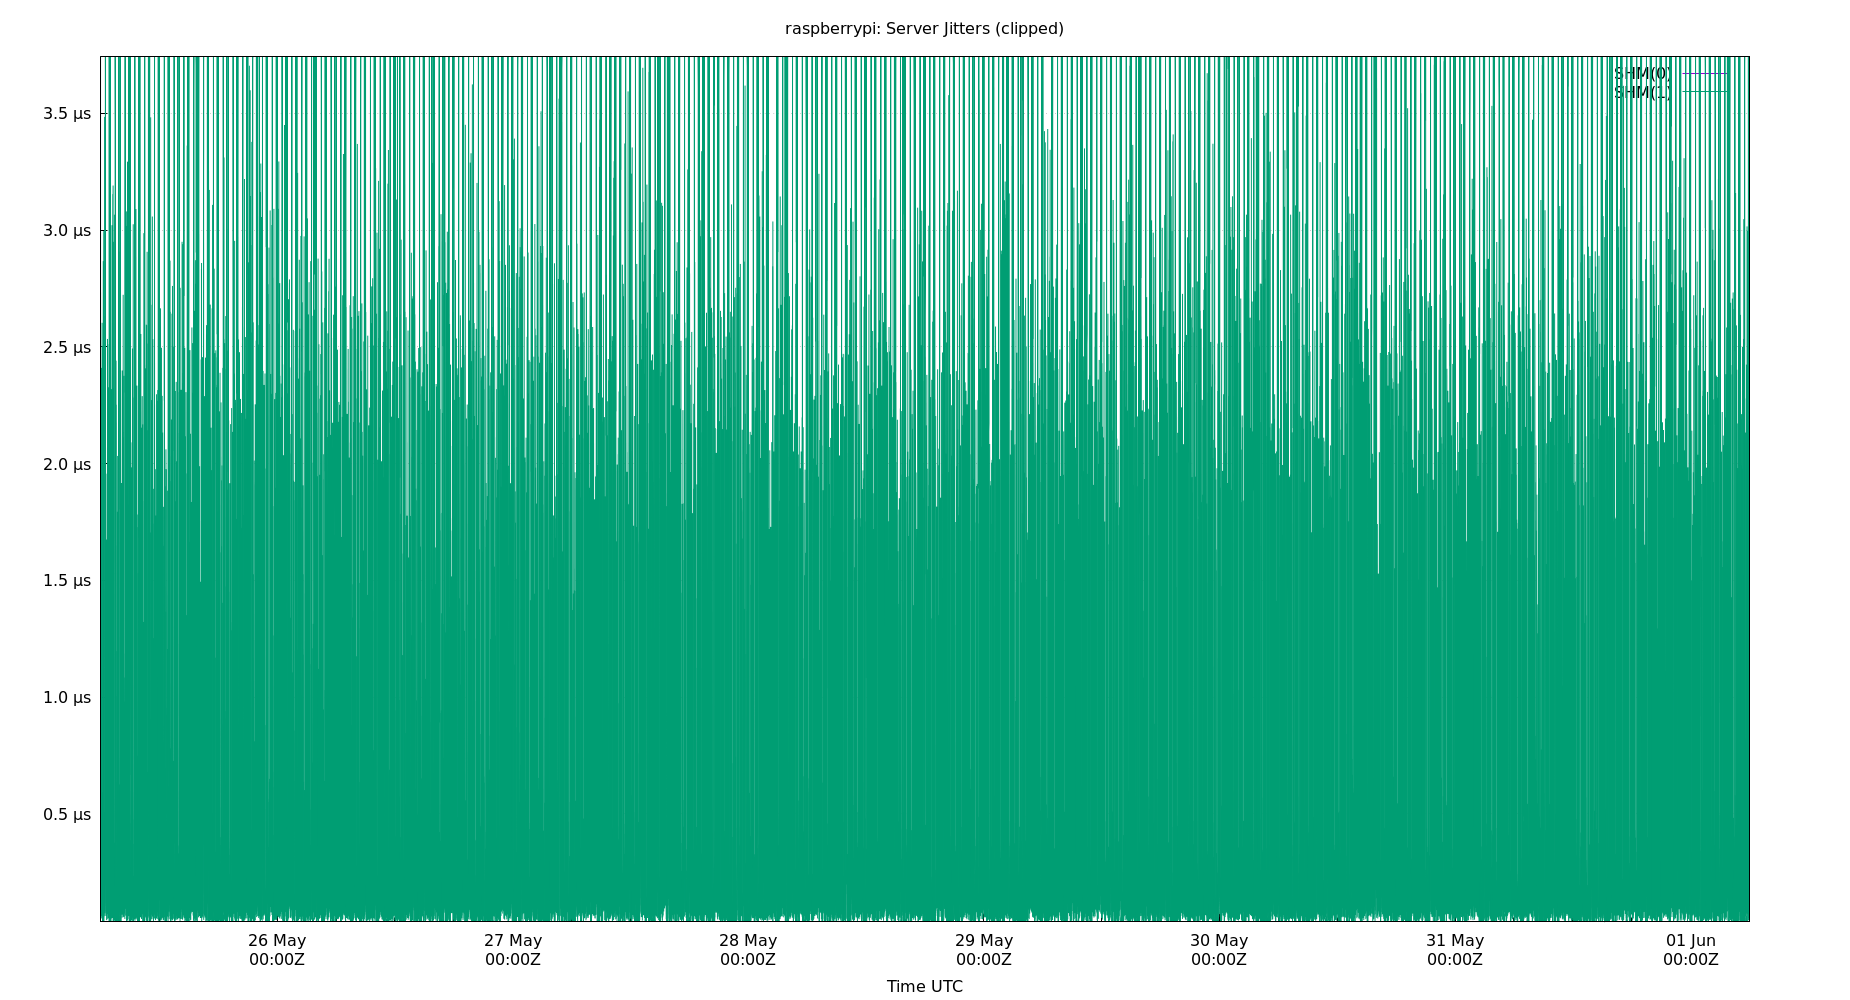 raspberrypi: Server Jitters (clipped)
SHM(0)
SHM(1)
3.5 μs
3.0 μs
2.5 μs
2.0 μs
1.5 μs
1.0 μs
0.5 μs
26 May
00:00Z
27 May
00:00Z
28 May
00:00Z
29 May
00:00Z
30 May
00:00Z
31 May
00:00Z
01 Jun
00:00Z
Time UTC